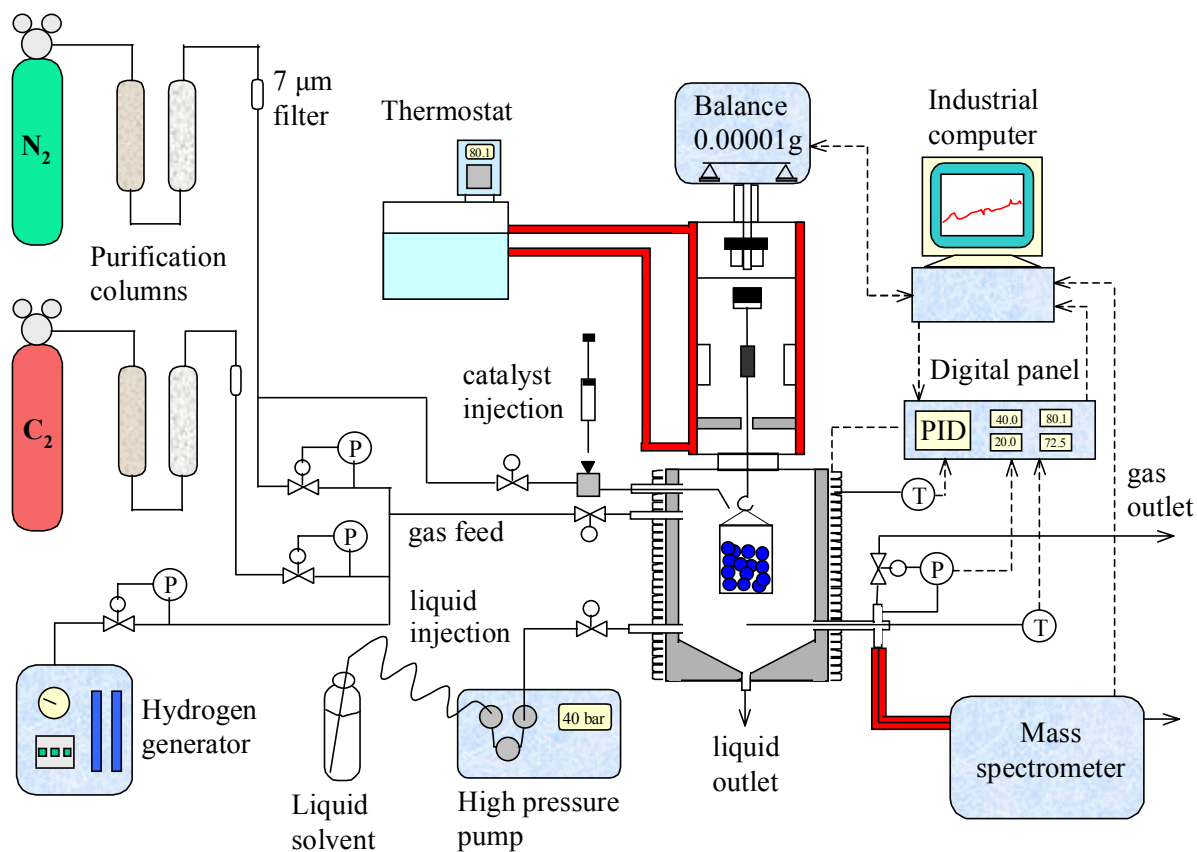 N2
7 μm
filter
Purification
columns
C2
Thermostat
80.1
Balance
0.00001g
Industrial
computer
catalyst
injection
Digital panel
PID
40.0
80.1
20.0
72.5
P
P
P
gas feed
liquid
injection
T
gas
outlet
P
T
Hydrogen
generator
Liquid
solvent
40 bar
High pressure
pump
liquid
outlet
Mass
spectrometer